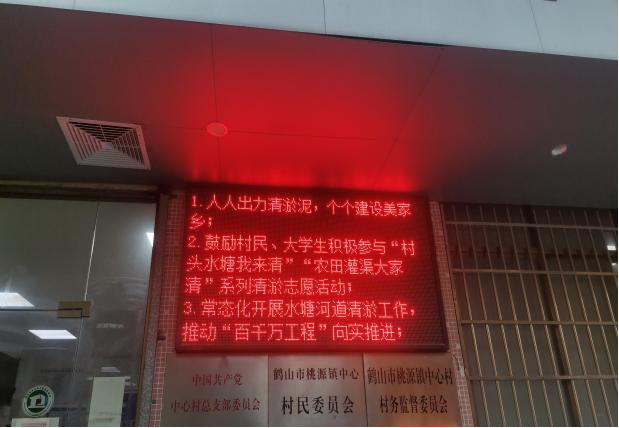 1.人人出力清淤泥，个个建设美家
乡；
2.鼓励村民、大学生积极参与“村
头水塘我来清”“农田灌渠大家
清”系列清淤志愿活动；
3.常态化开展水塘河道清淤工作，
推动“百千万工程”向实推进；
中国共产党
中心村总支部委员会
鹤山市桃源镇中心
村民委员会
鹤山市桃源镇中心村
村务监督委员会